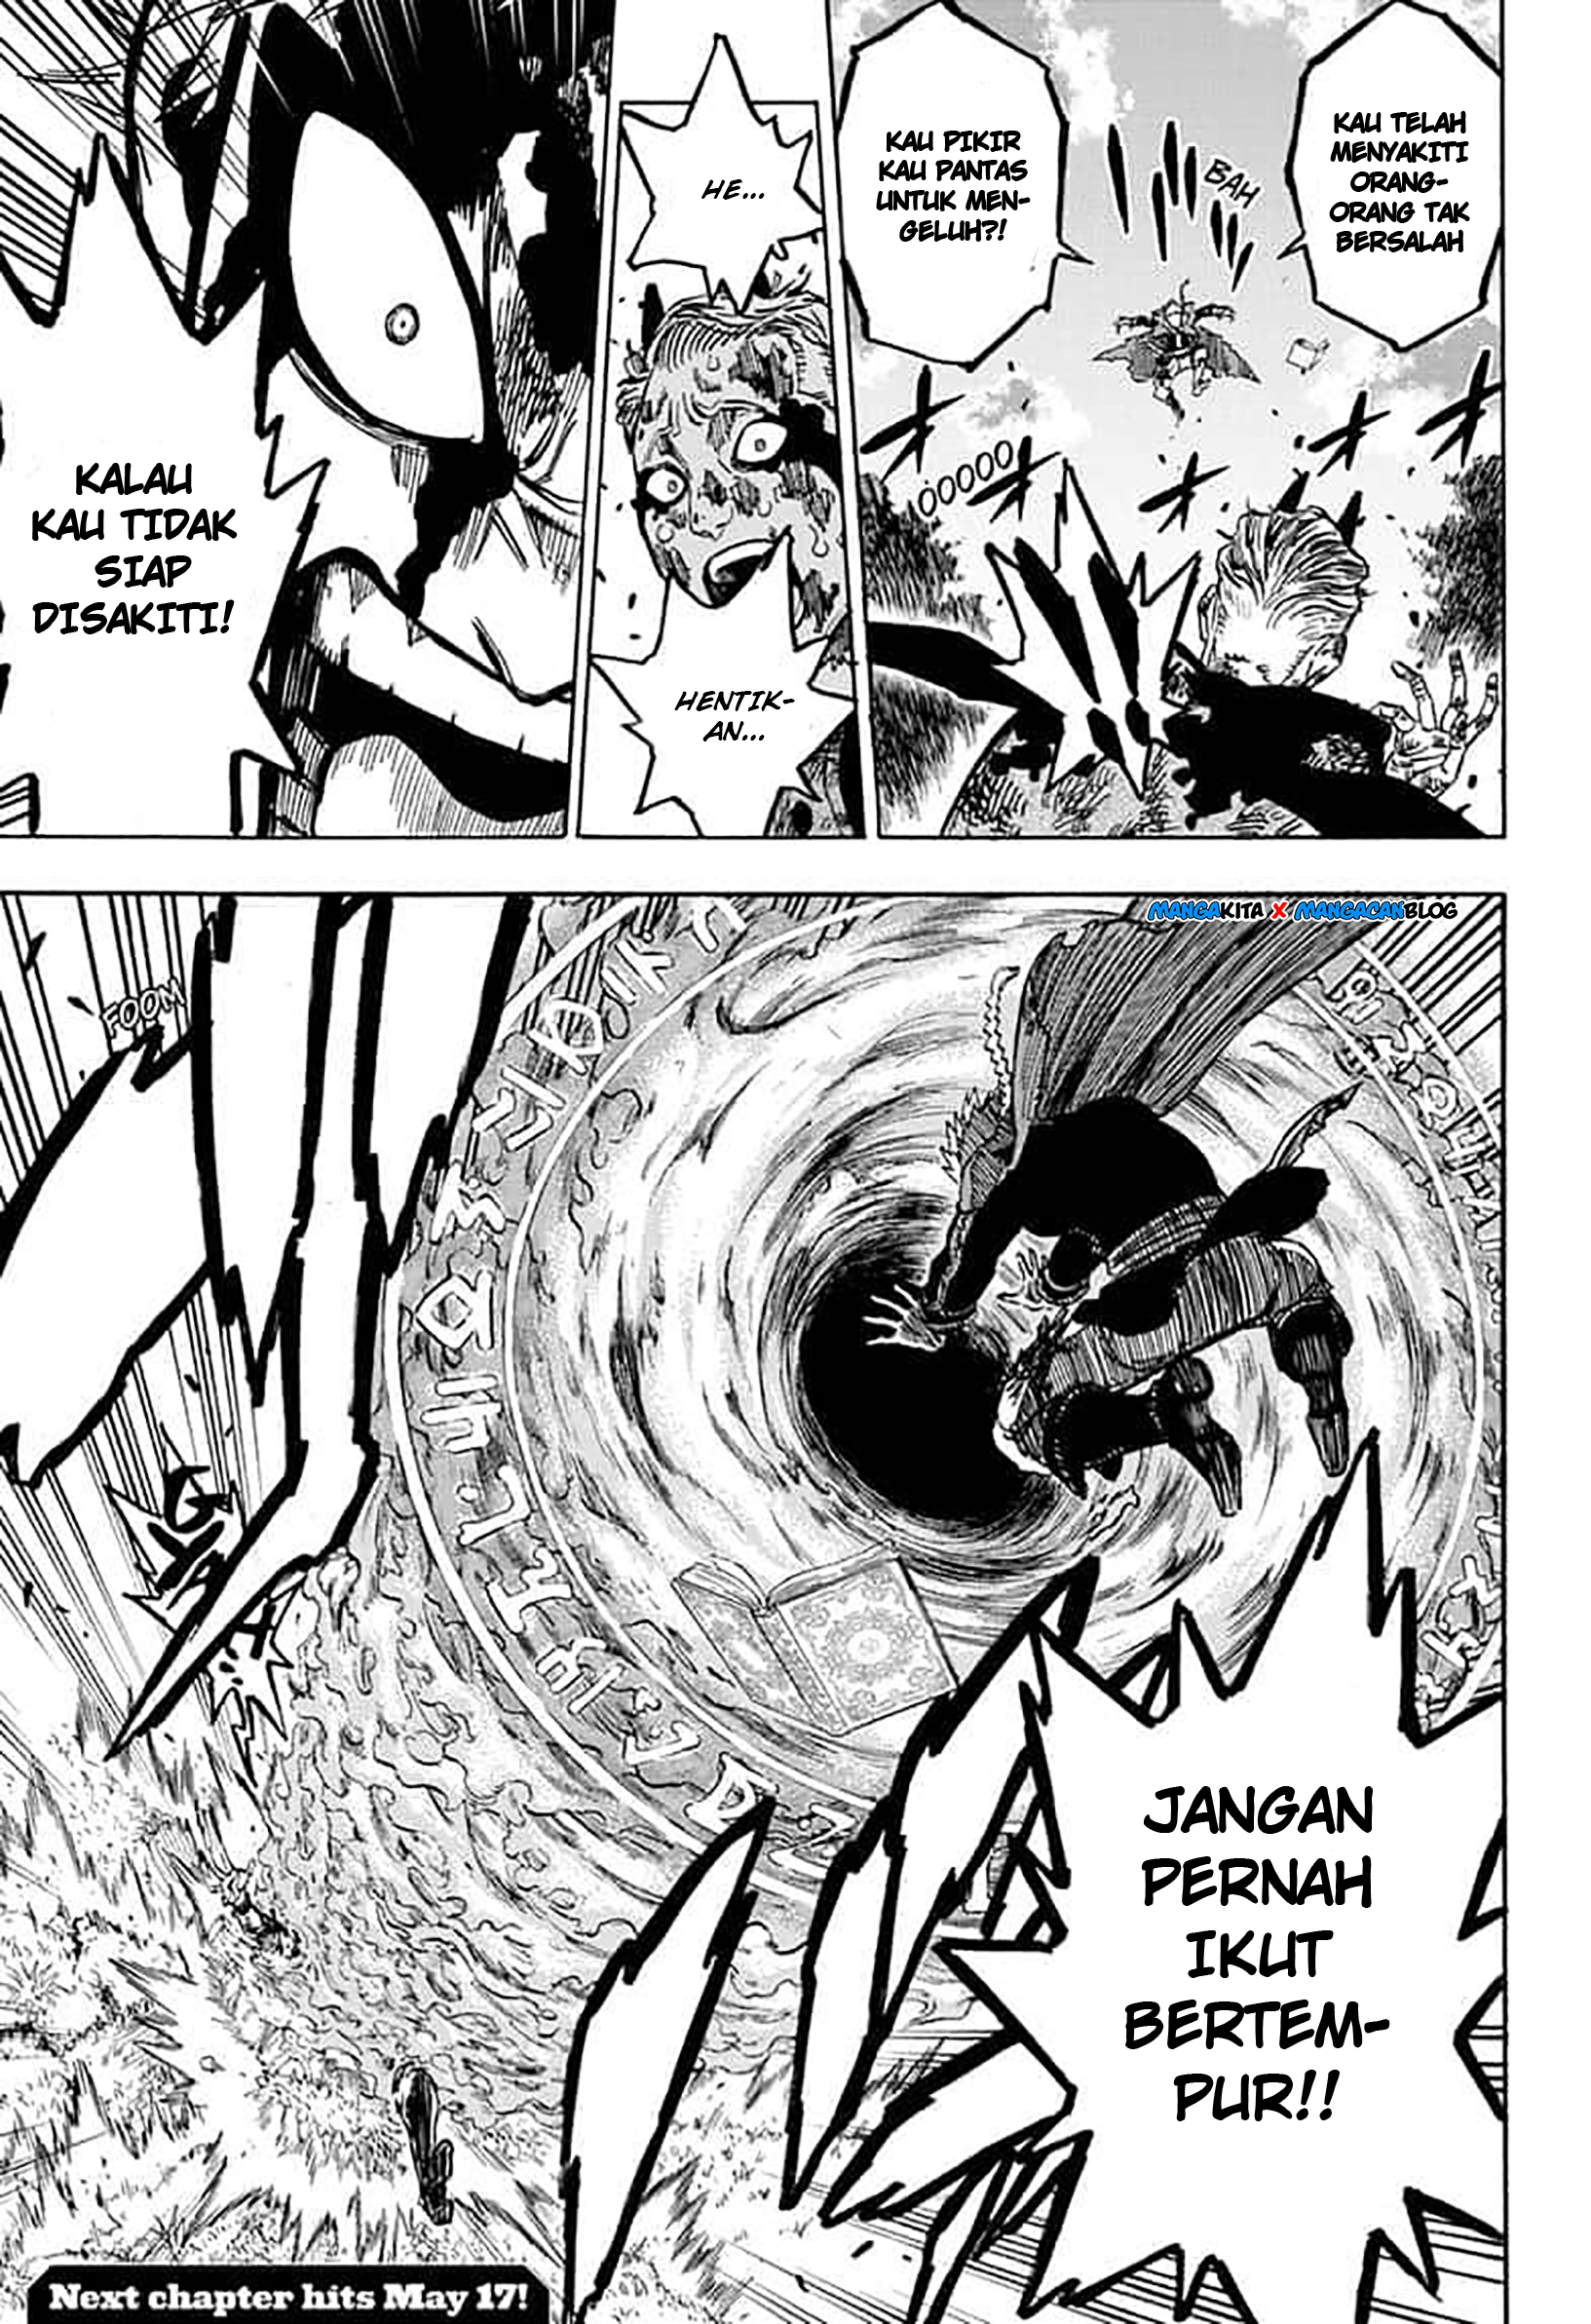 KAU TELAH
MENYAKITI
ORANG-
ORANG TAK
BERSALAH
BAH
KAU PIKIR
KAU PANTAS
UNTUK MEN-
GELUH?!
OOOOO
!!
HE...
HENTIK-
AN...
KALAU
KAU TIDAK
SIAP
DISAKITI!
MANGAKITA X MANGACANBLOG
FOOM
GYAH
JANGAN
PERNAH
IKUT
BERTEM-
PUR!!
Next chapter hits May 17!